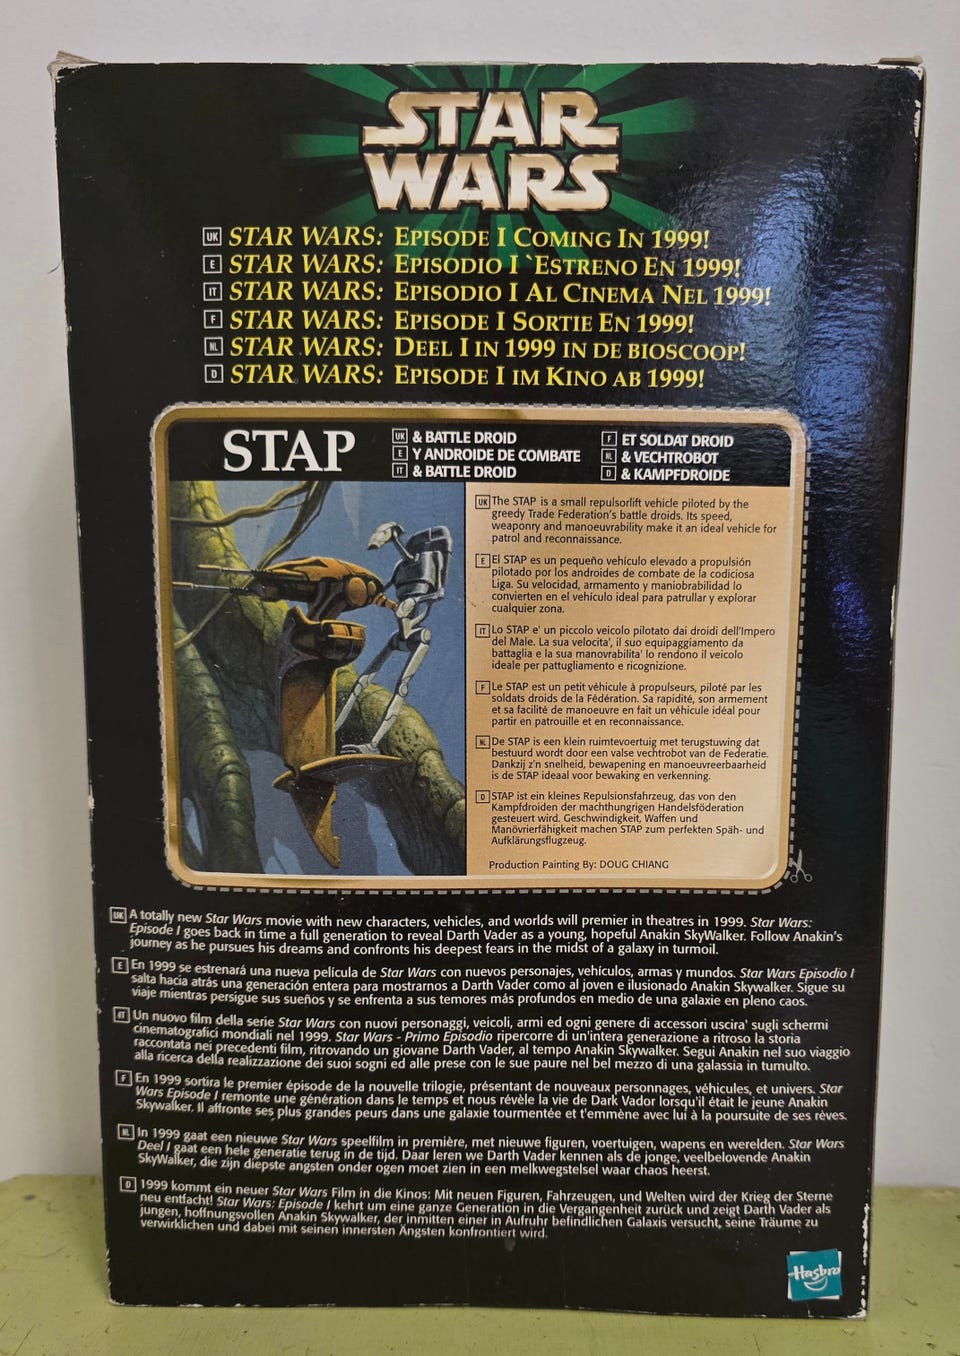 STAR
WARS
UK STAR WARS: EPISODE I COMING IN 1999!
E STAR WARS: EPISODIO I `ESTRENO EN 1999!
IT STAR WARS: EPISODIO I AL CINEMA NEL 1999!
F STAR WARS: EPISODE I SORTIE EN 1999!
NL STAR WARS: DEEL I IN 1999 IN DE BIOSCOOP!
D STAR WARS: EPISODE I IM KINO AB 1999!
STAP
UK & BATTLE DROID
E Y ANDROIDE DE COMBATE
IT & BATTLE DROID
F ET SOLDAT DROID
NL & VECHTROBOT
D & KAMPFDROIDE
UK The STAP is a small repulsorlift vehicle piloted by the
greedy Trade Federation's battle droids. Its speed,
weaponry and manoeuvrability make it an ideal vehicle for
patrol and reconnaissance.
E El STAP es un pequeño vehículo elevado a propulsión
pilotado por los androides de combate de la codiciosa
Liga. Su velocidad, armamento y maniobrabilidad lo
convierten en el vehículo ideal para patrullar y explorar
cualquier zona.
IT Lo STAP e' un piccolo veicolo pilotato dai droidi dell'Impero
del Male. La sua velocita', il suo equipaggiamento da
battaglia e la sua manovrabilita' lo rendono il veicolo
ideale per pattugliamento e ricognizione.
F Le STAP est un petit véhicule à propulseurs, piloté par les
soldats droids de la Fédération. Sa rapidité, son armement
et sa facilité de manoeuvre en fait un véhicule idéal pour
partir en patrouille et en reconnaissance.
NL De STAP is een klein ruimtevoertuig met terugstuwing dat
bestuurd wordt door een valse vechtrobot van de Federatie.
Dankzij z'n snelheid, bewapening en manoeuvreerbaarheid
is de STAP ideaal voor bewaking en verkenning.
D STAP ist ein kleines Repulsionsfahrzeug, das von den
Kampfdroiden der machthungrigen Handelsföderation
gesteuert wird. Geschwindigkeit, Waffen und
Manövrierfähigkeit machen STAP zum perfekten Späh- und
Aufklärungsflugzeug.
Production Painting By: DOUG CHIANG
UK A totally new Star Wars movie with new characters, vehicles, and worlds will premier in theatres in 1999. Star Wars:
Episode I goes back in time a full generation to reveal Darth Vader as a young, hopeful Anakin SkyWalker. Follow Anakin's
journey as he pursues his dreams and confronts his deepest fears in the midst of a galaxy in turmoil.
E En 1999 se estrenará una nueva película de Star Wars con nuevos personajes, vehículos, armas y mundos. Star Wars Episodio I
salta hacia atrás una generación entera para mostrarnos a Darth Vader como al joven e ilusionado Anakin Skywalker. Sigue su
viaje mientras persigue sus sueños y se enfrenta a sus temores más profundos en medio de una galaxie en pleno caos.
IT Un nuovo film della serie Star Wars con nuovi personaggi, veicoli, armi ed ogni genere di accessori uscira' sugli schermi
cinematografici mondiali nel 1999. Star Wars - Primo Episodio ripercorre di un'intera generazione a ritroso la storia
raccontata nei precedenti film, ritrovando un giovane Darth Vader, al tempo Anakin Skywalker. Segui Anakin nel suo viaggio
alla ricerca della realizzazione dei suoi sogni ed alle prese con le sue paure nel bel mezzo di una galassia in tumulto.
F En 1999 sortira le premier épisode de la nouvelle trilogie, présentant de nouveaux personnages, véhicules, et univers. Star
Wars Episode I remonte une génération dans le temps et nous révèle la vie de Dark Vador lorsqu'il était le jeune Anakin
Skywalker. Il affronte ses plus grandes peurs dans une galaxie tourmentée et t'emmène avec lui à la poursuite de ses rêves.
NL In 1999 gaat een nieuwe Star Wars speelfilm in première, met nieuwe figuren, voertuigen, wapens en werelden. Star Wars
Deel I gaat een hele generatie terug in de tijd. Daar leren we Darth Vader kennen als de jonge, veelbelovende Anakin
SkyWalker, die zijn diepste angsten onder ogen moet zien in een melkwegstelsel waar chaos heerst.
D 1999 kommt ein neuer Star Wars Film in die Kinos: Mit neuen Figuren, Fahrzeugen, und Welten wird der Krieg der Sterne
neu entfacht! Star Wars: Episode I kehrt um eine ganze Generation in die Vergangenheit zurück und zeigt Darth Vader als
jungen, hoffnungsvollen Anakin Skywalker, der inmitten einer in Aufruhr befindlichen Galaxis versucht, seine Träume zu
verwirklichen und dabei mit seinen innersten Ängsten konfrontiert wird.
Hasbro